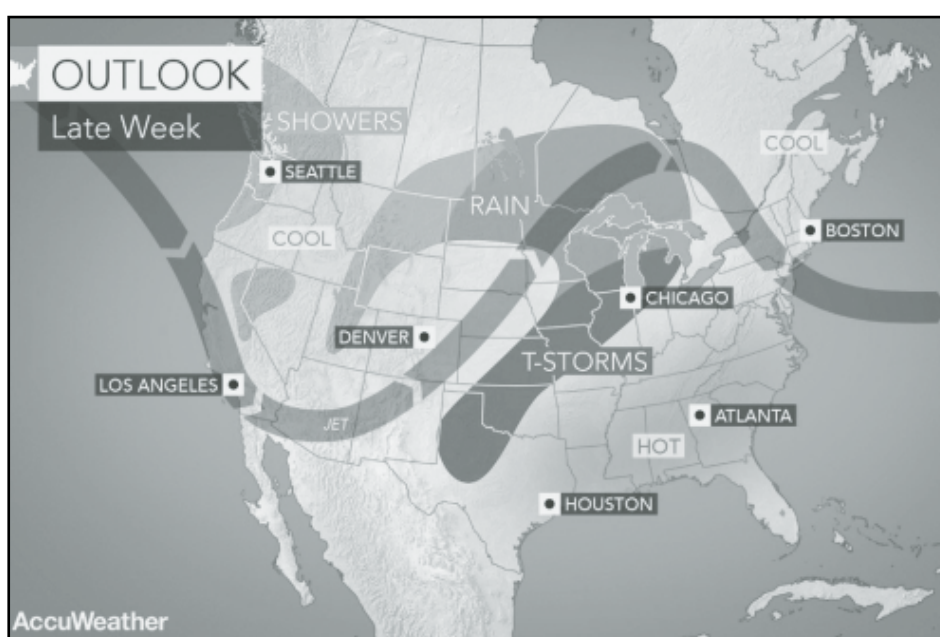 OUTLOOK
Late Week
SHOWERS
COOL
SEATTLE
RAIN
BOSTON
COOL
CHICAGO
DENVER
T-STORMS
LOS ANGELES
ATLANTA
JET
HOT
HOUSTON
AccuWeather